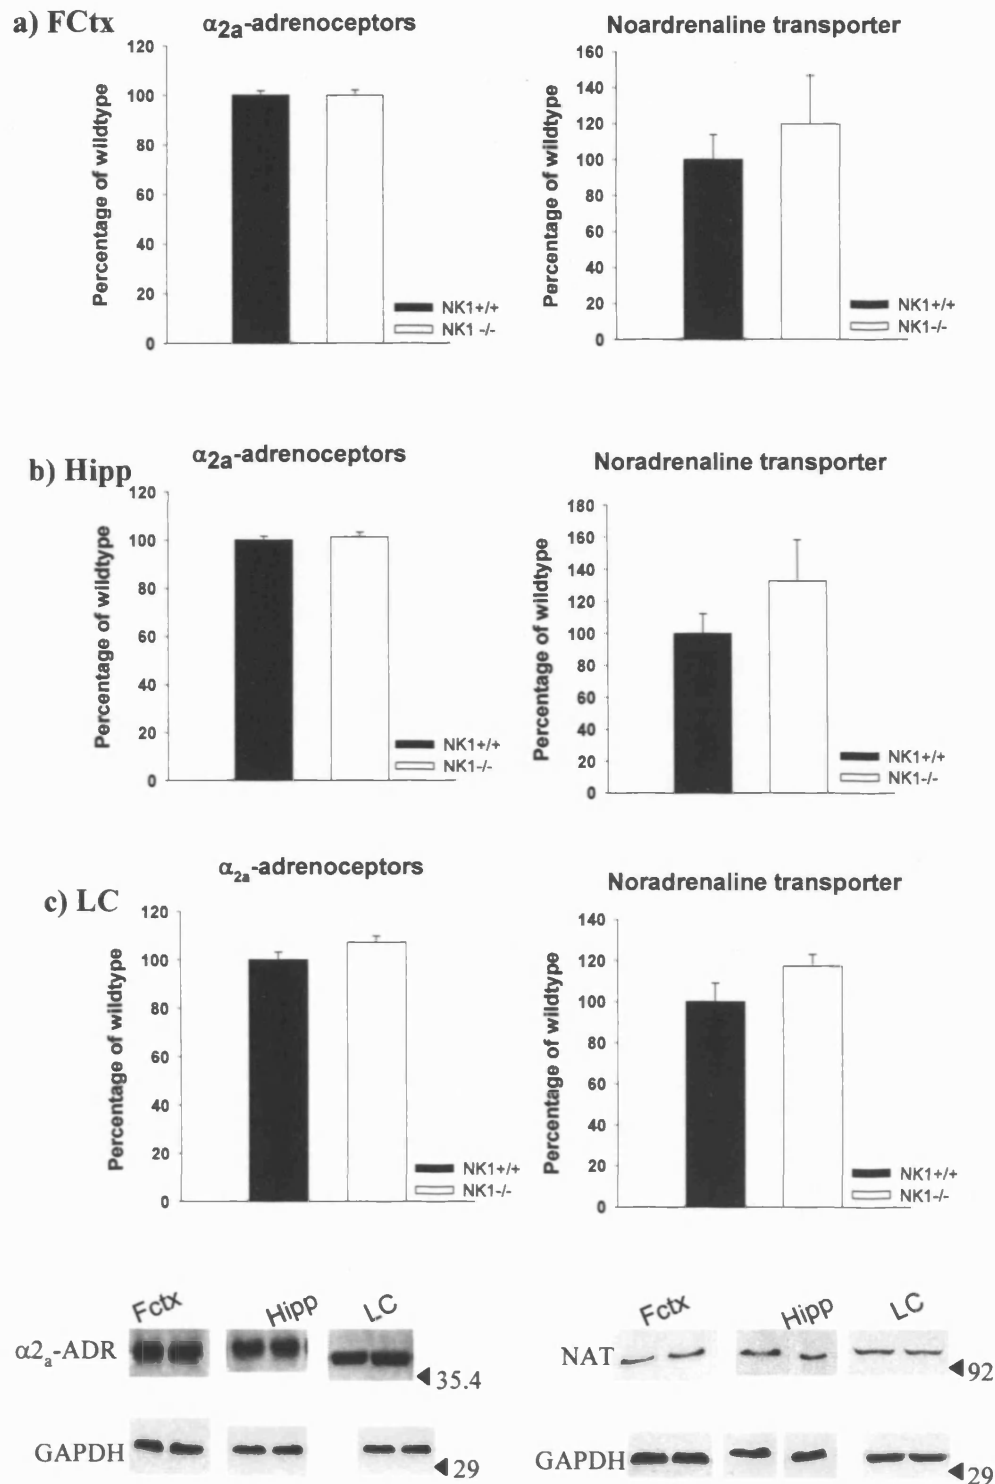 a) FCtx
α2a-adrenoceptors
Percentage of wildtype
120
100
80
60
40
20
0
NK1+/+
NK1 -/-
Noardrenaline transporter
Percentage of wildtype
160
140
120
100
80
60
40
20
0
NK1+/+
NK1-/-
b) Hipp
α2a-adrenoceptors
Percentage of wildtype
120
100
80
60
40
20
0
NK1+/+
NK1-/-
Noradrenaline transporter
Percentage of wildtype
180
160
140
120
100
80
60
40
20
0
NK1+/+
NK1-/-
c) LC
α2a-adrenoceptors
Percentage of wildtype
120
100
80
60
40
20
0
NK1+/+
NK1-/-
Noradrenaline transporter
Percentage of wildtype
140
120
100
80
60
40
20
0
NK1+/+
NK1-/-
Fctx Hipp LC
α2a-ADR
35.4
GAPDH
29
Fctx Hipp LC
NAT
92
GAPDH
29